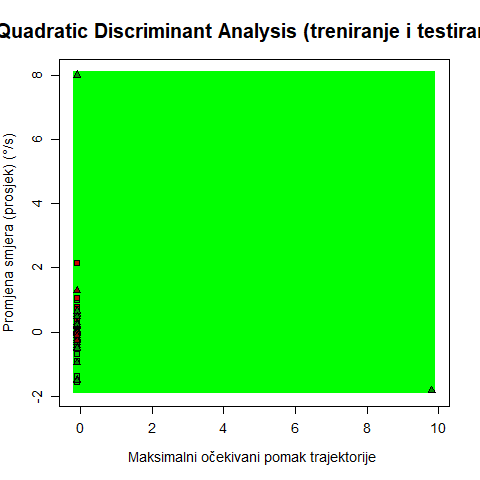 Quadratic Discriminant Analysis (treniranje i testiran
Promjena smjera (prosjek) (°/s)
8
6
4
2
0
-2
0 2 4 6 8 10
Maksimalni očekivani pomak trajektorije